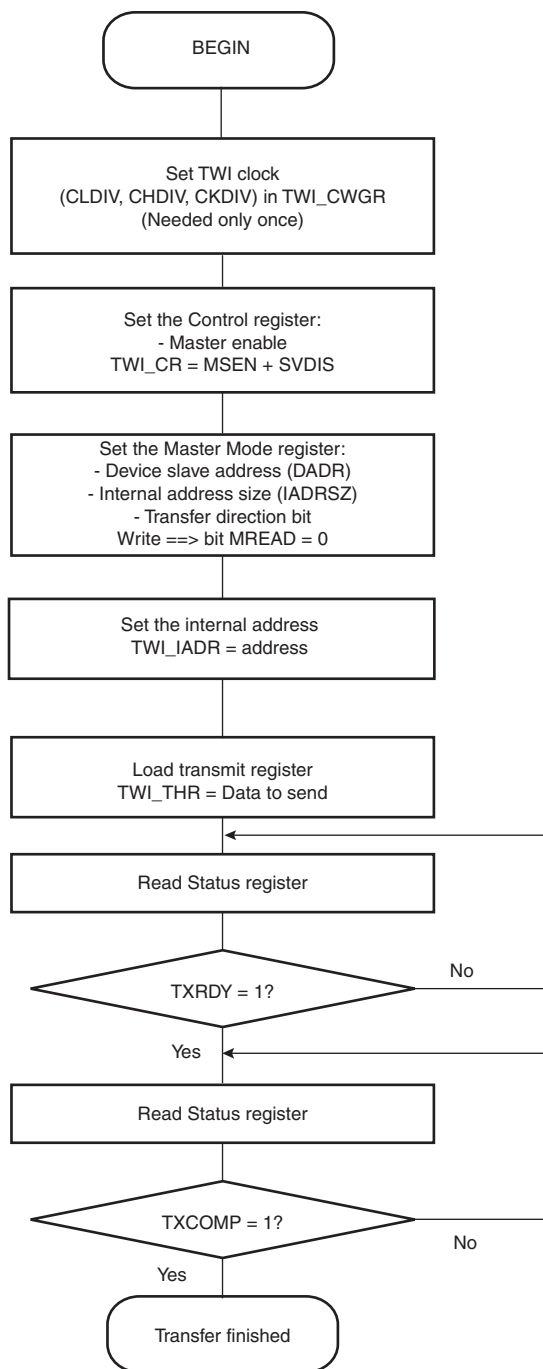 BEGIN
Set TWI clock
(CLDIV, CHDIV, CKDIV) in TWI_CWGR
(Needed only once)
Set the Control register:
- Master enable
TWI_CR = MSEN + SVDIS
Set the Master Mode register:
- Device slave address (DADR)
- Internal address size (IADRSZ)
- Transfer direction bit
Write ==> bit MREAD = 0
Set the internal address
TWI_IADR = address
Load transmit register
TWI_THR = Data to send
Read Status register
TXRDY = 1?
No
Yes
Read Status register
TXCOMP = 1?
No
Yes
Transfer finished